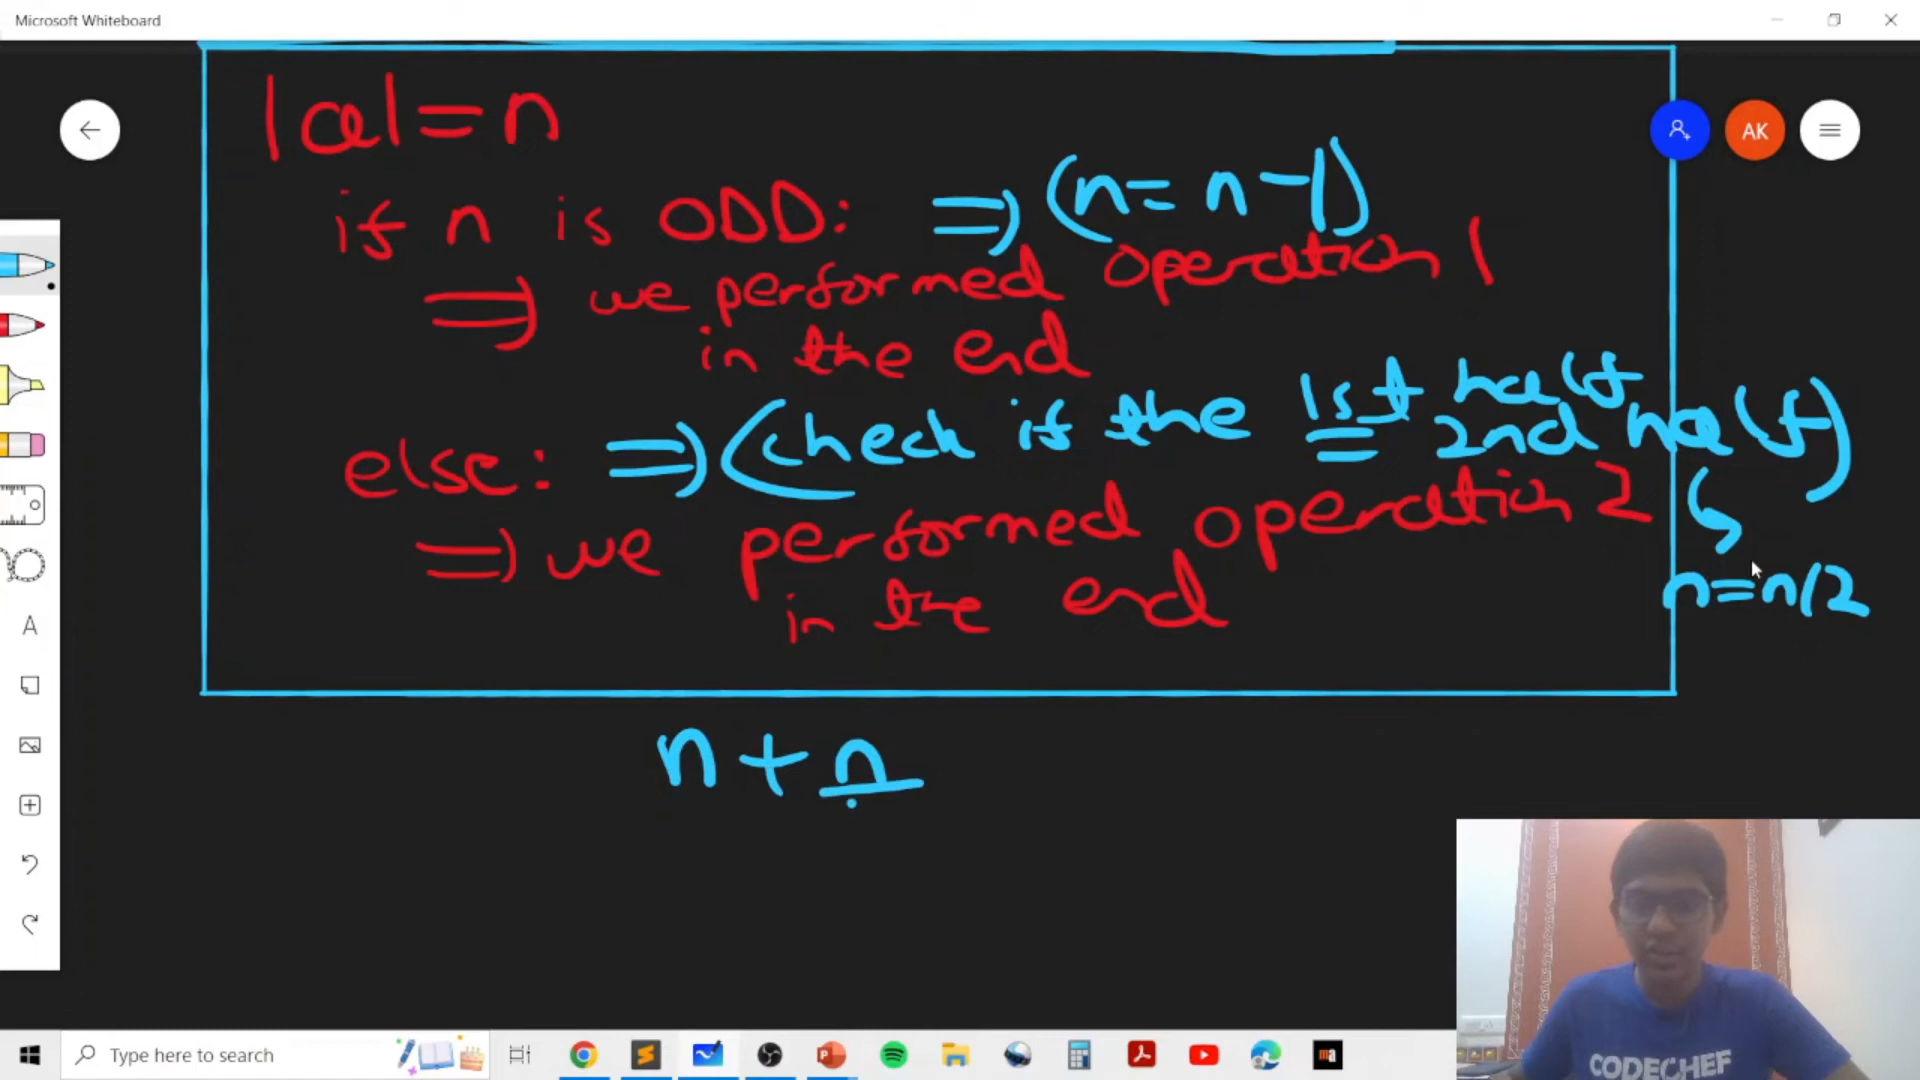 Microsoft Whiteboard
|a|=n
AK
if n is ODD: ⇒ (n = n-1)
⇒ we performed operation 1
in the end
else: ⇒ (check if the 1st half
2nd half)
⇒ we performed operation 2
in the end
n=n/2
n + n
A
Type here to search
CODECHEF